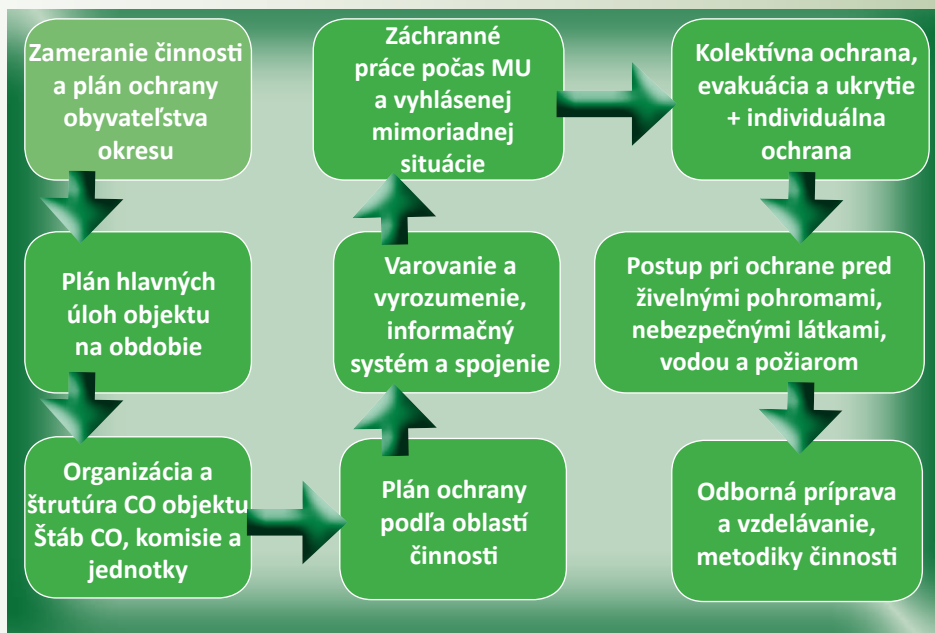 Zameranie činnosti
a plán ochrany
obyvateľstva
okresu
Plán hlavných
úloh objektu
na obdobie
Organizácia a
štrutúra CO objektu
Štáb CO, komisie a
jednotky
Plán ochrany
podľa oblastí
činnosti
Varovanie a
vyrozumenie,
informačný
systém a spojenie
Záchranné
práce počas MU
a vyhlásenej
mimoriadnej
situácie
Kolektívna ochrana,
evakuácia a ukrytie
+ individuálna
ochrana
Postup pri ochrane pred
živelnými pohromami,
nebezpečnými látkami,
vodou a požiarom
Odborná príprava
a vzdelávanie,
metodiky činnosti